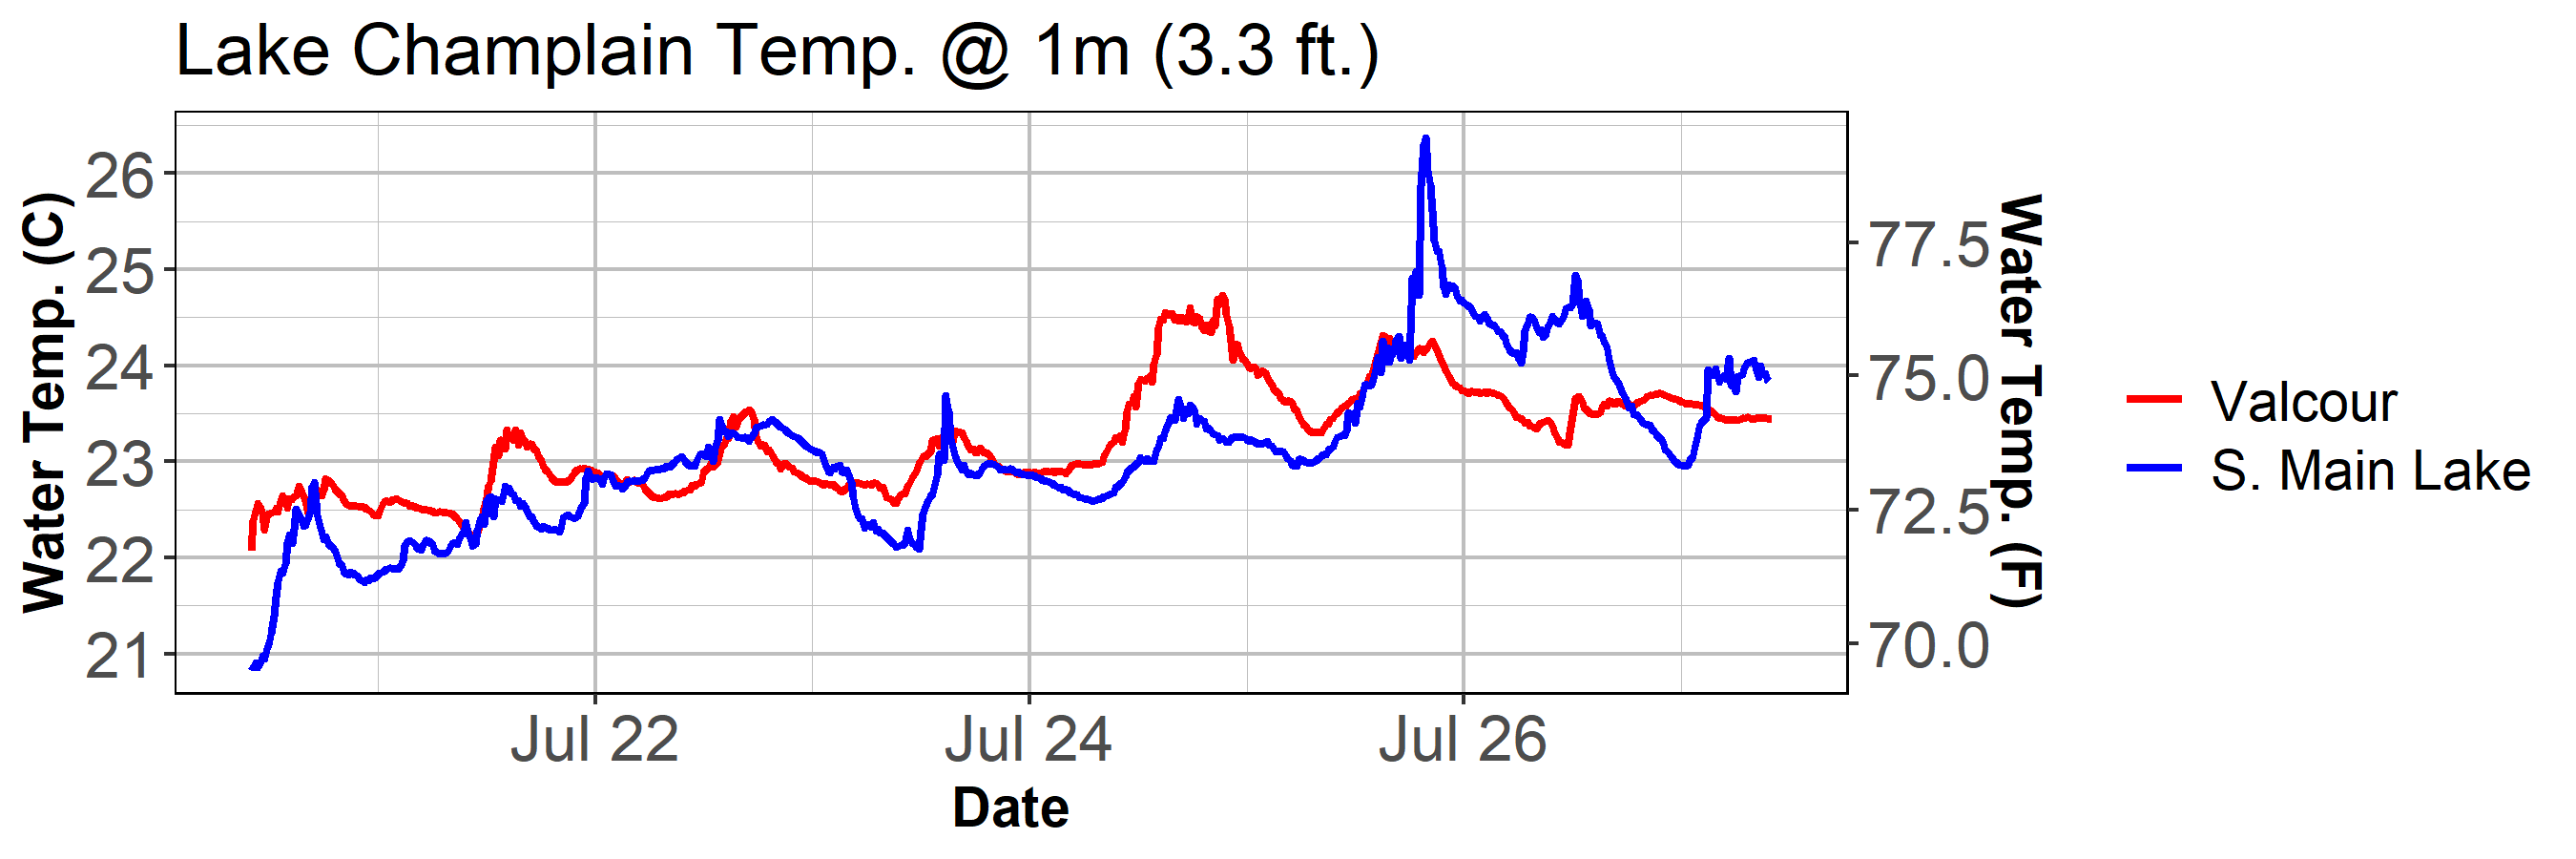 Lake Champlain Temp. @ 1m (3.3 ft.)
Water Temp. (C)
26
25
24
23
22
21
77.5
75.0
72.5
70.0
Water Temp. (F)
Jul 22
Jul 24
Jul 26
Date
Valcour
S. Main Lake